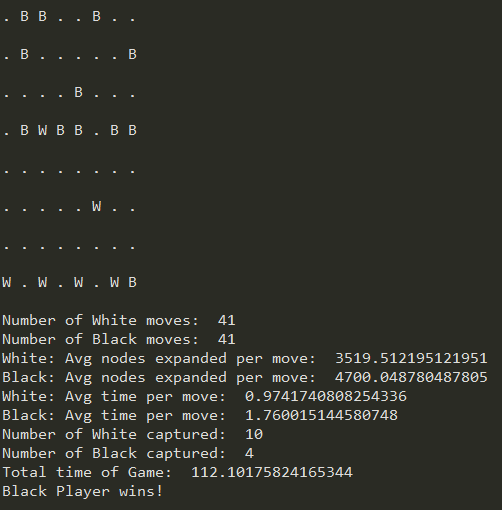 . B B . . B . .
. B . . . . . B
. . . . B . . .
. B W B B . B B
. . . . . . . .
. . . . . W . .
. . . . . . . .
W . W . W . W B
Number of White moves:  41
Number of Black moves:  41
White: Avg nodes expanded per move:  3519.512195121951
Black: Avg nodes expanded per move:  4700.048780487805
White: Avg time per move:  0.9741740808254336
Black: Avg time per move:  1.760015144580748
Number of White captured:  10
Number of Black captured:  4
Total time of Game:  112.10175824165344
Black Player wins!